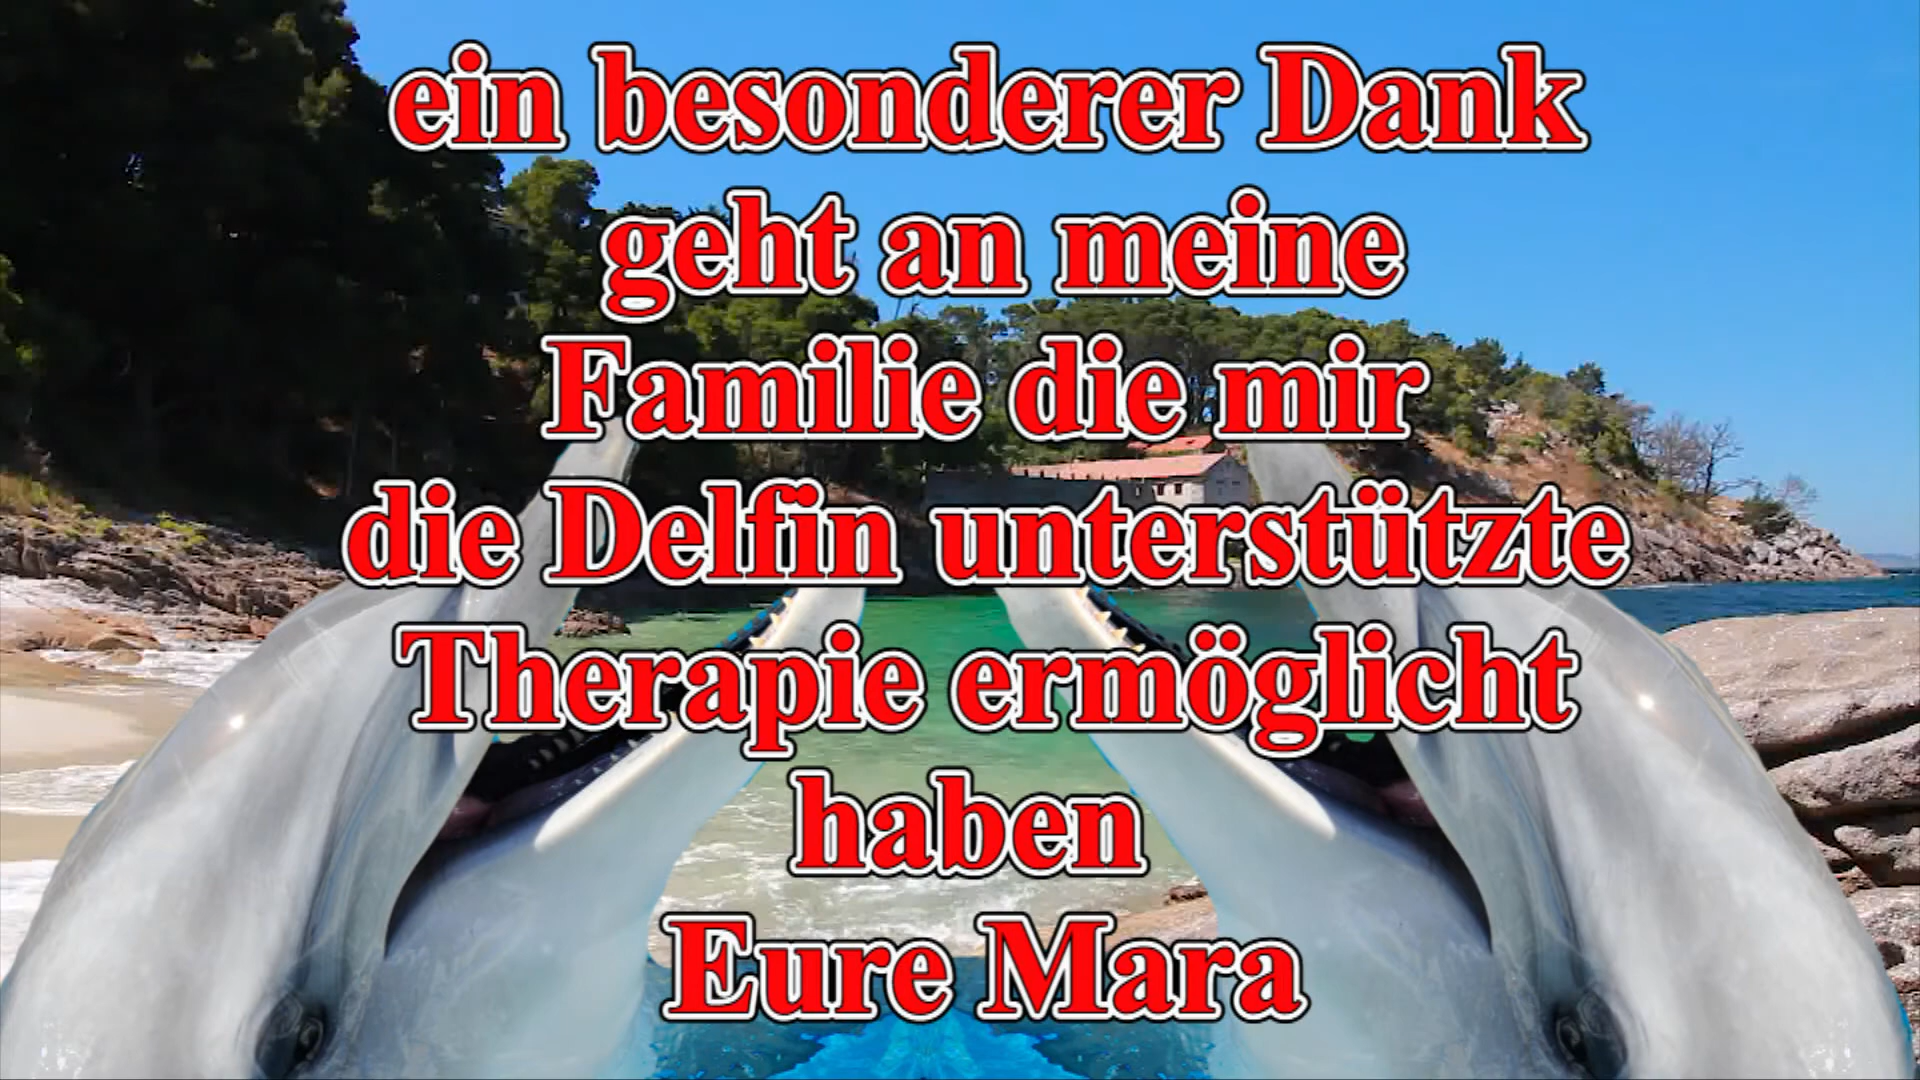 ein besonderer Dank
geht an meine
Familie die mir
die Delfin unterstützte
Therapie ermöglicht
haben
Eure Mara